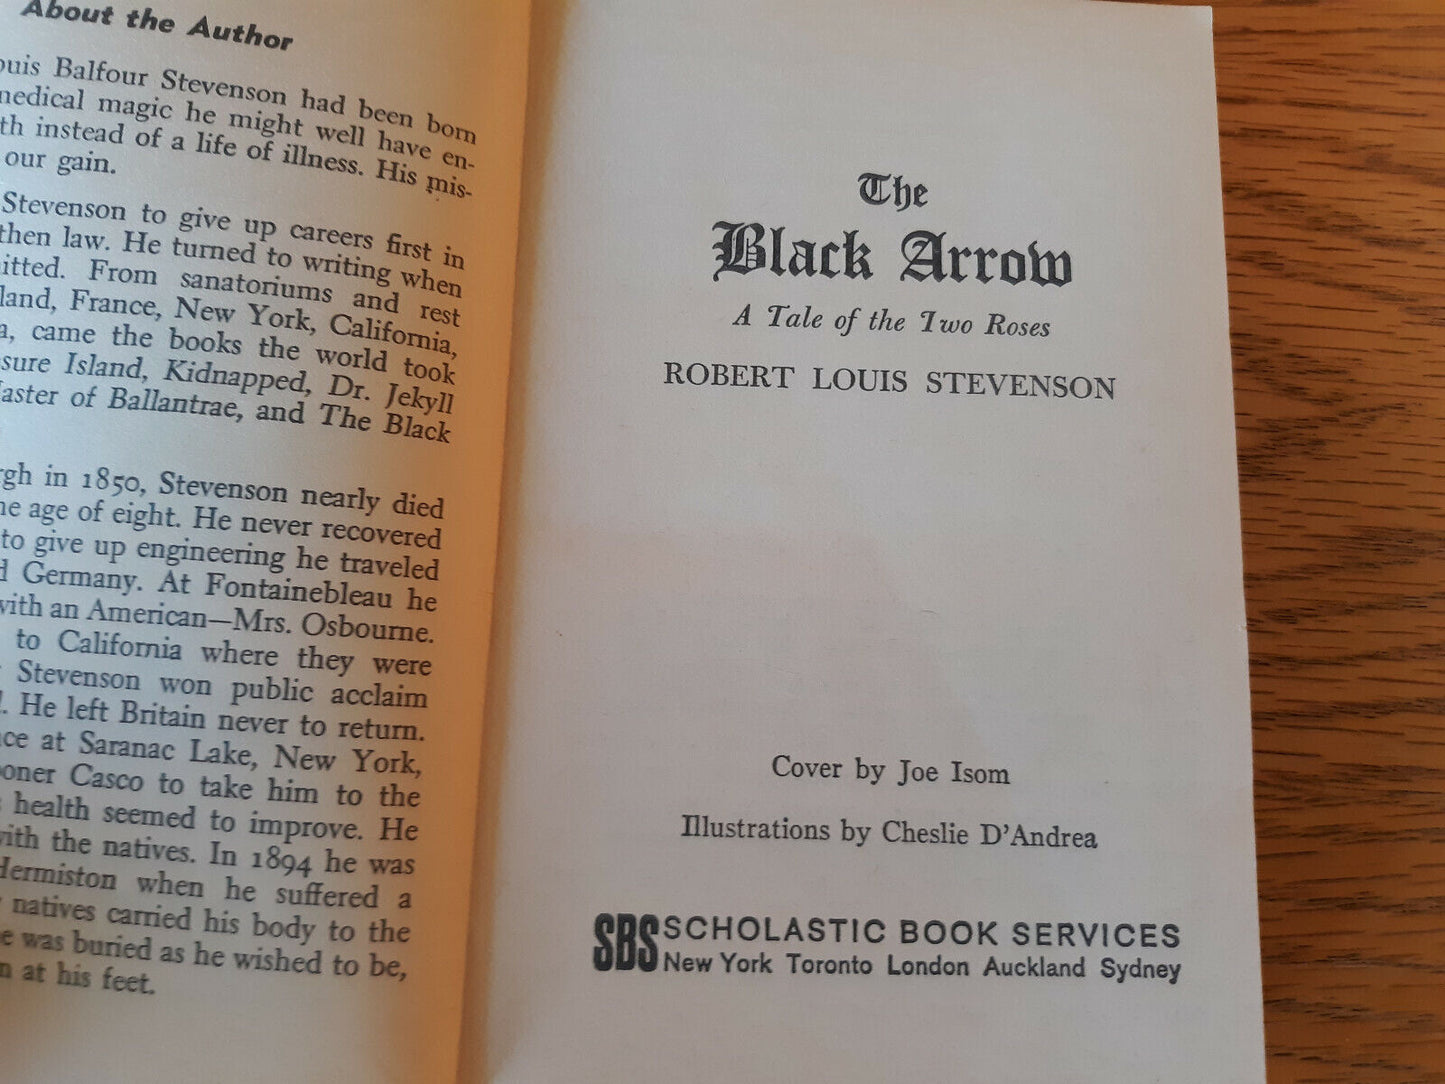 About the Author
ouis Balfour Stevenson had been born
medical magic he might well have en-
th instead of a life of illness. His mis-
our gain.
Stevenson to give up careers first in
then law. He turned to writing when
itted. From sanatoriums and rest
land, France, New York, California,
a, came the books the world took
sure Island, Kidnapped, Dr. Jekyll
laster of Ballantrae, and The Black
rgh in 1850, Stevenson nearly died
he age of eight. He never recovered
to give up engineering he traveled
d Germany. At Fontainebleau he
with an American—Mrs. Osbourne.
to California where they were
Stevenson won public acclaim
l. He left Britain never to return.
nce at Saranac Lake, New York,
ooner Casco to take him to the
health seemed to improve. He
with the natives. In 1894 he was
Hermiston when he suffered a
natives carried his body to the
e was buried as he wished to be,
n at his feet.
The
Black Arrow
A Tale of the Two Roses
ROBERT LOUIS STEVENSON
Cover by Joe Isom
Illustrations by Cheslie D'Andrea
SBS SCHOLASTIC BOOK SERVICES
New York Toronto London Auckland Sydney